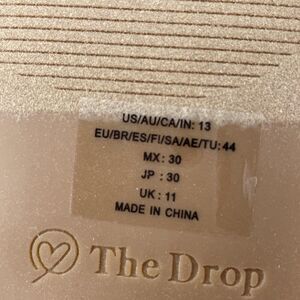 US/AU/CA/IN: 13
EU/BR/ES/FI/SA/AE/TU: 44
MX: 30
JP : 30
UK : 11
MADE IN CHINA
The Drop